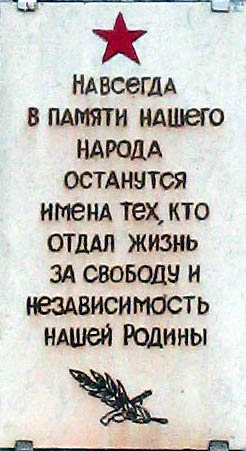 Навсегда
в памяти нашего
народа
останутся
имена тех, кто
отдал жизнь
за свободу и
независимость
нашей Родины